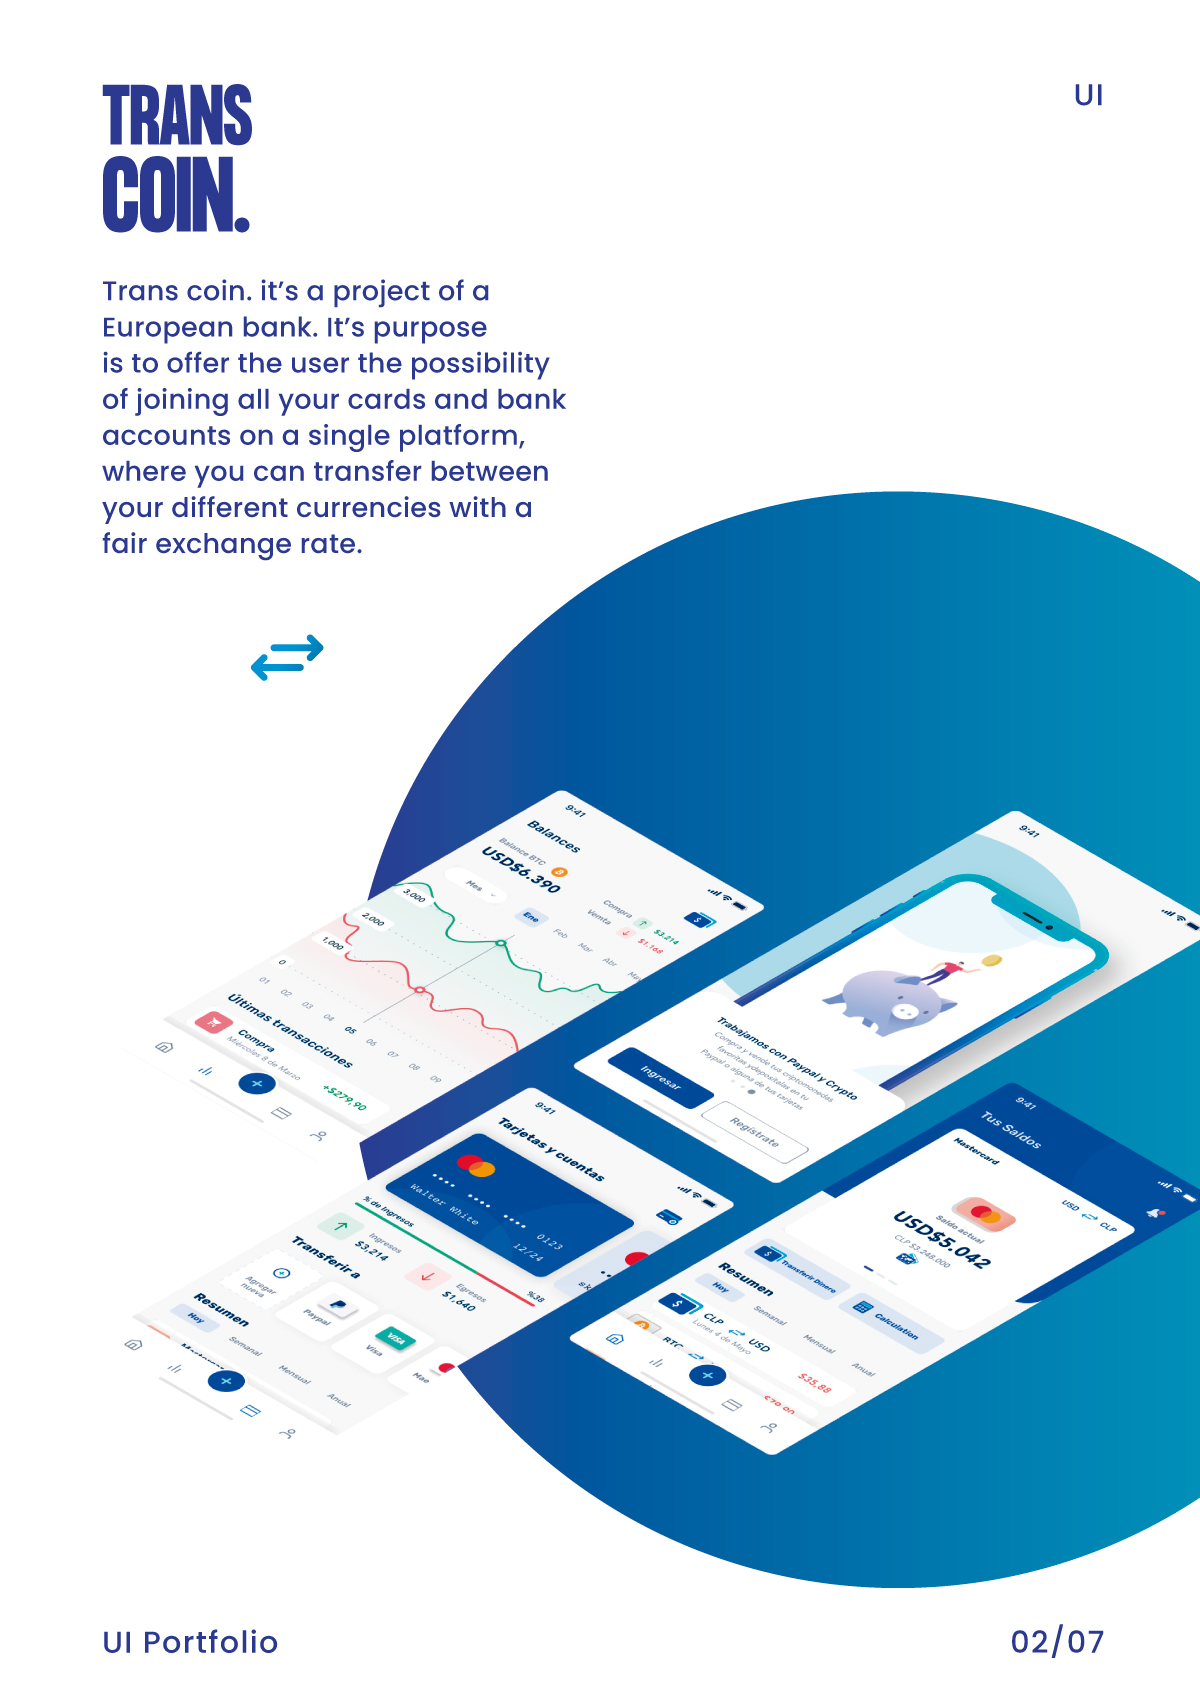 TRANS
COIN.
UI
Trans coin. it's a project of a
European bank. It's purpose
is to offer the user the possibility
of joining all your cards and bank
accounts on a single platform,
where you can transfer between
your different currencies with a
fair exchange rate.
9:41
Balances
Balance BTC
USD$6.390
Mes
Compra
$3.214
Vemta
$1.168
Ene
Feb
Mar
Abr
3,000
2,000
1,000
0
01
02
03
04
05
06
07
08
09
Últimas transacciones
Compra
Miércoles 8 de Marzo
+$279,90
9:41
Trabajamos con Paypal y Crypto
Compra y vende tus criptomonedas
favoritas ydeposítalas en tu
Paypal o alguna de tus tarjetas
Ingresar
Regístrate
9:41
Tarjetas y cuentas
Walter White
0123
12/24
% de Ingresos
%38
Ingresos
$3,214
Egresos
$1,640
Transferir a
Agregar
nueva
Paypal
VISA
Visa
Mae
Resumen
Hoy
Semanal
Mensual
Anual
9:41
Tus Saldos
Mastercard
USD
CLP
Saldo actual
USD$5.042
CLP $3.248.000
Transferir Dinero
Calculation
Resumen
Hoy
Semanal
Mensual
Anual
CLP
USD
Lunes 4 de Mayo
$35,88
BTC
UI Portfolio
02/07